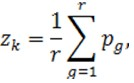 $z_k = \frac{1}{r} \sum_{g=1}^{r} p_g,$